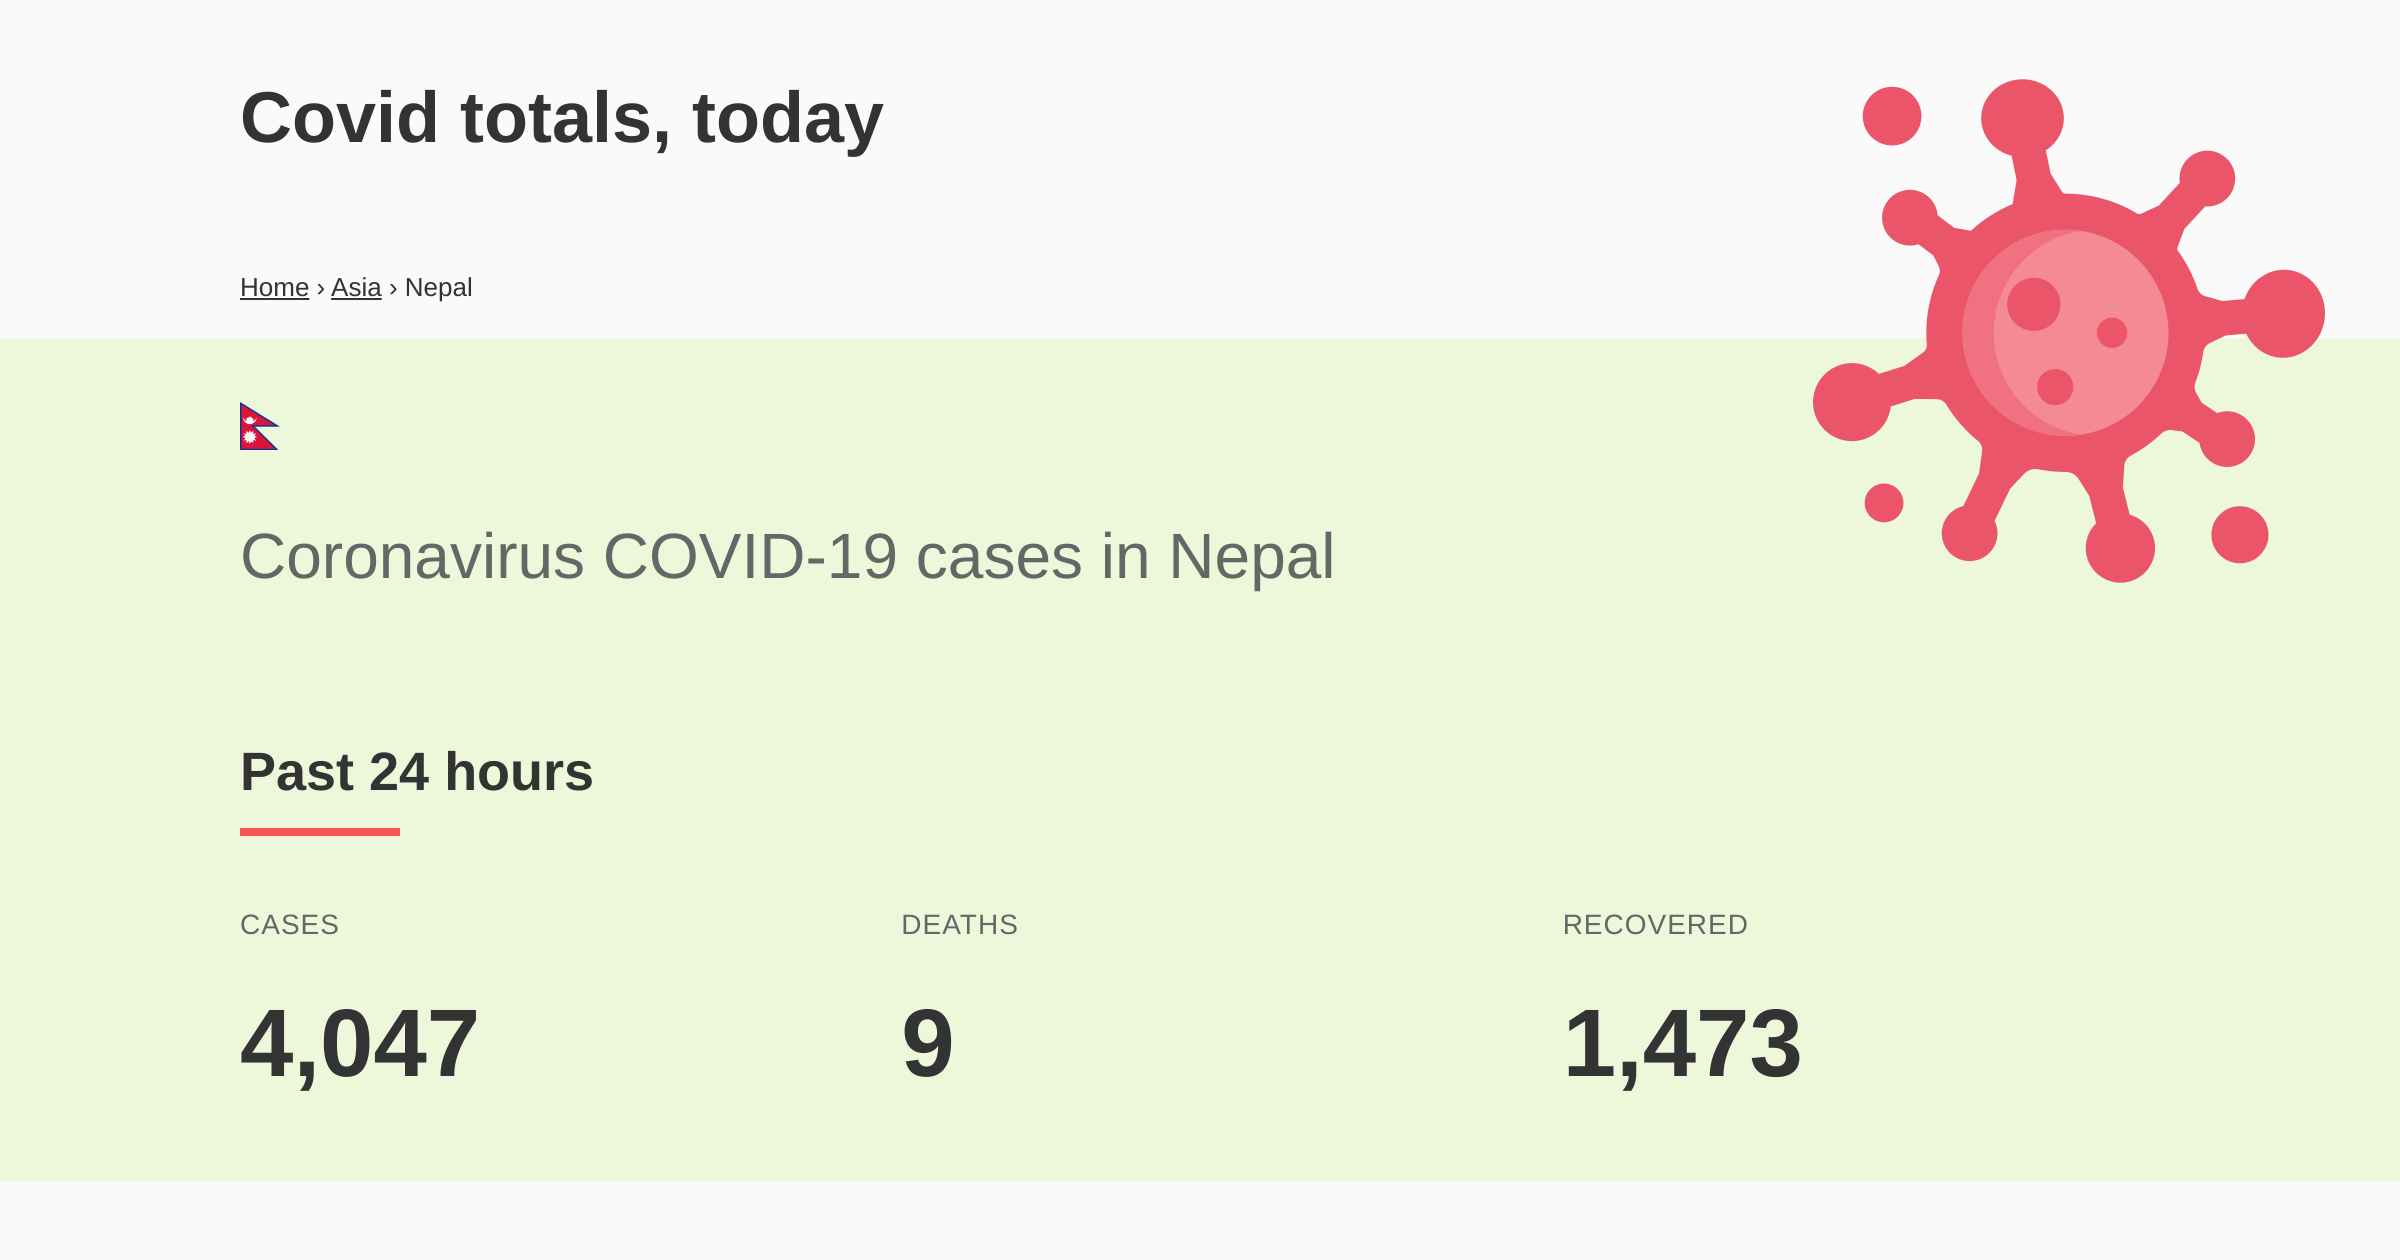 Covid totals, today
Home › Asia › Nepal
Coronavirus COVID-19 cases in Nepal
Past 24 hours
CASES
DEATHS
RECOVERED
4,047
9
1,473